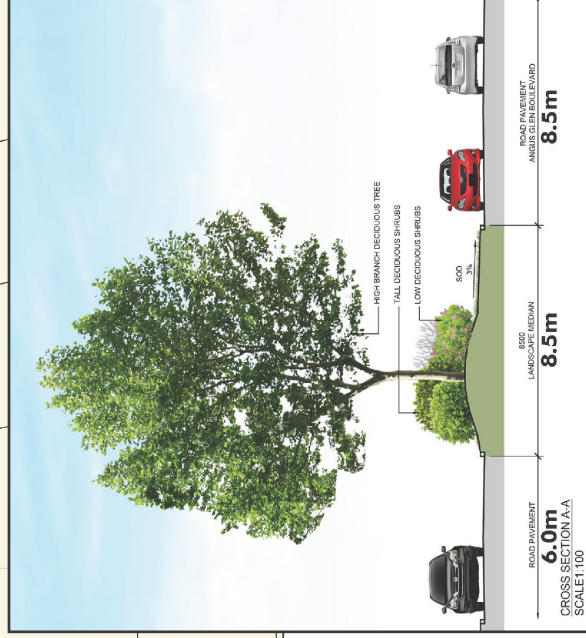 HIGH BRANCH DECIDUOUS TREE
TALL DECIDUOUS SHRUBS
LOW DECIDUOUS SHRUBS
SOD
3%
ROAD PAVEMENT
6.0m
8500
LANDSCAPE MEDIAN
8.5m
ROAD PAVEMENT
ANGUS GLEN BOULEVARD
8.5m
CROSS SECTION A-A
SCALE1:100